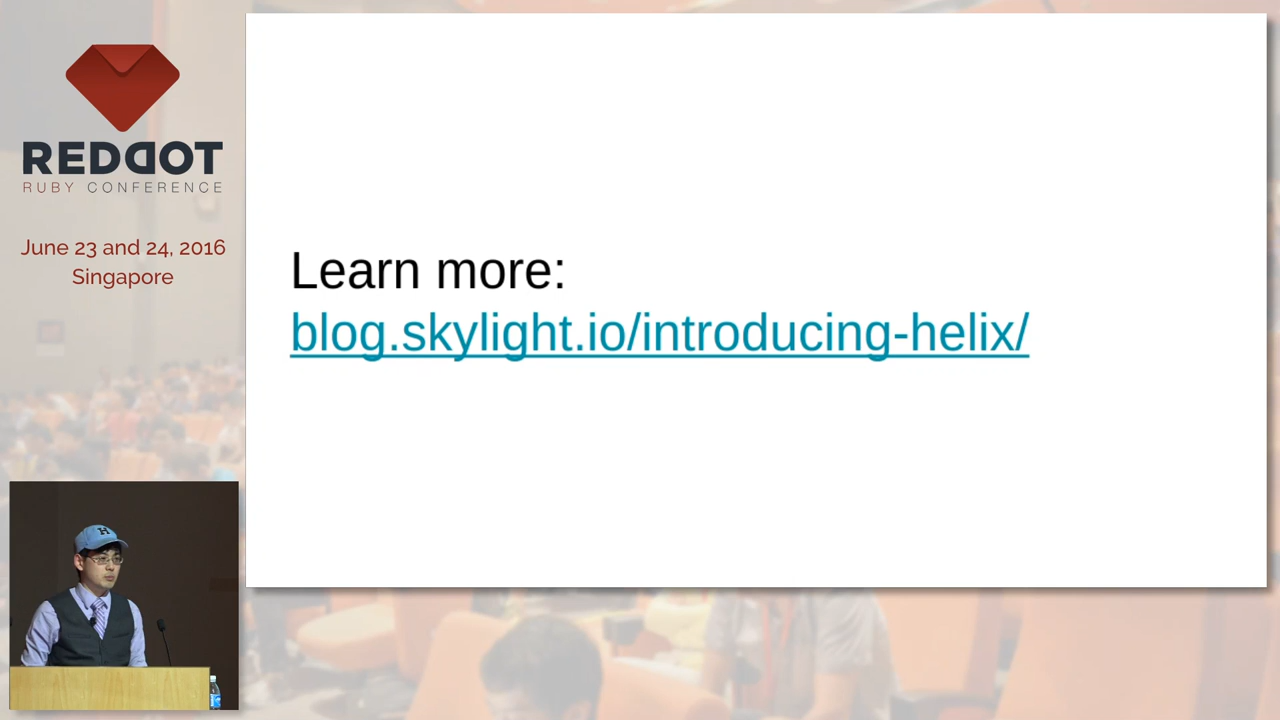 REDDOT
RUBY CONFERENCE
June 23 and 24, 2016
Singapore
Learn more:
blog.skylight.io/introducing-helix/
H